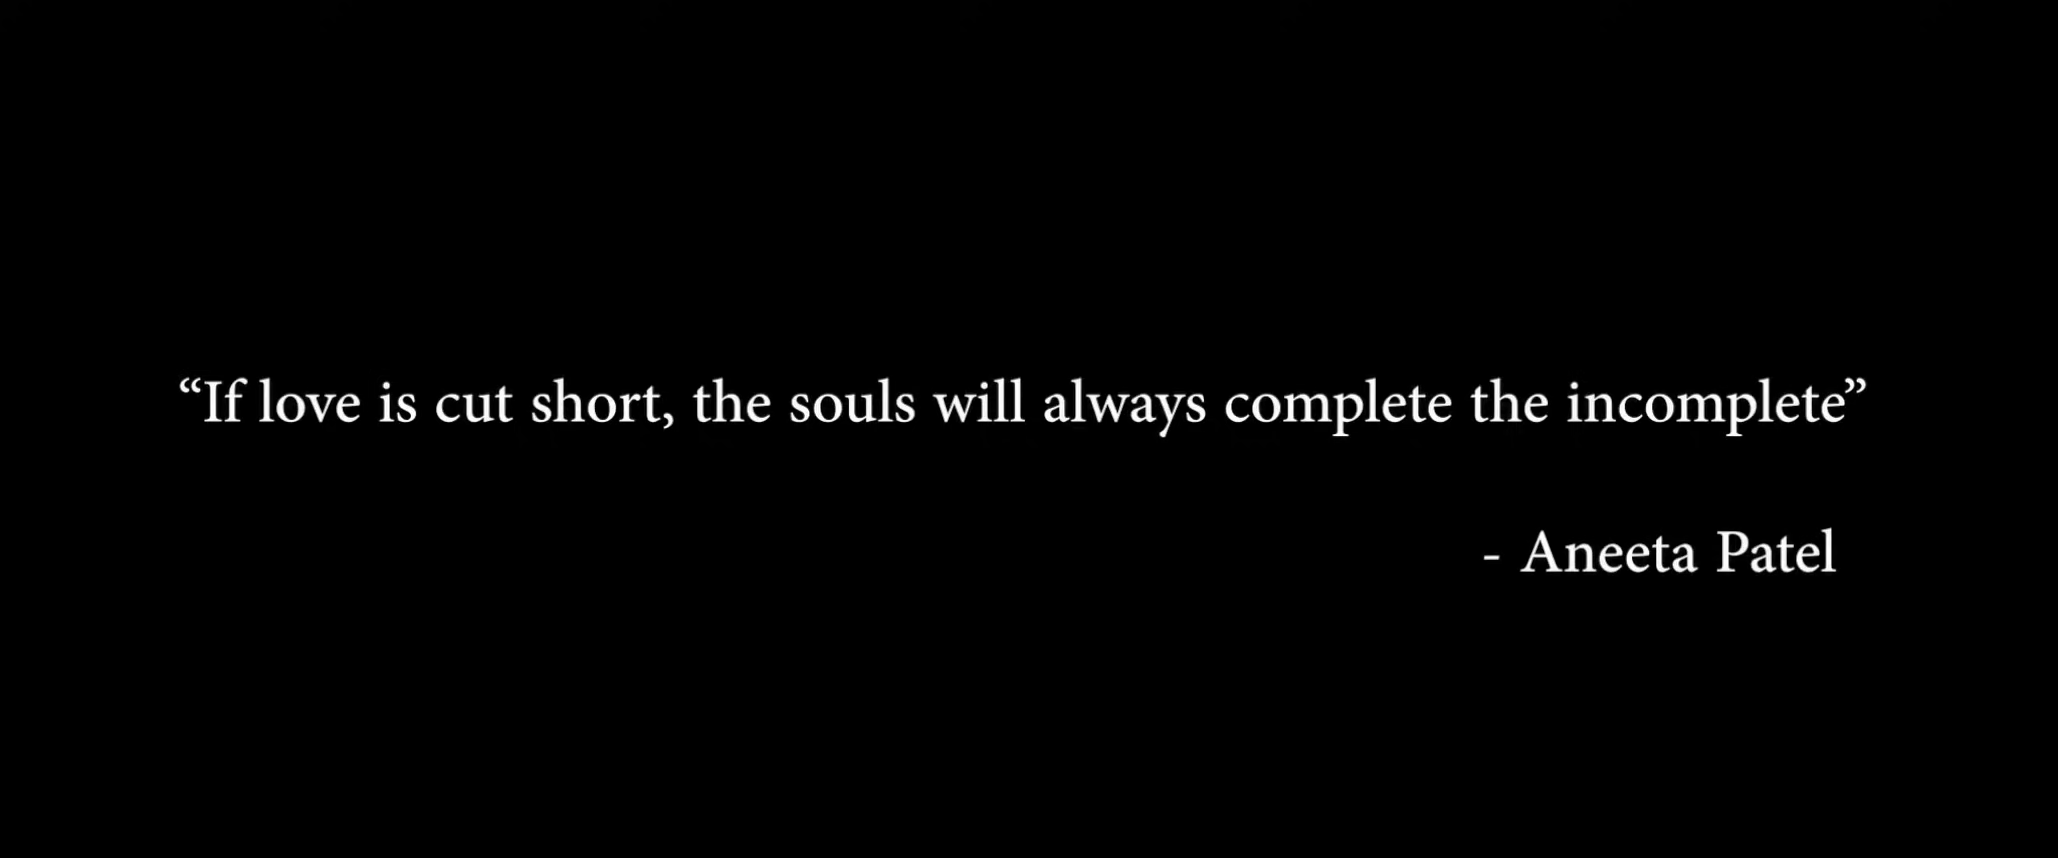 “If love is cut short, the souls will always complete the incomplete”
- Aneeta Patel